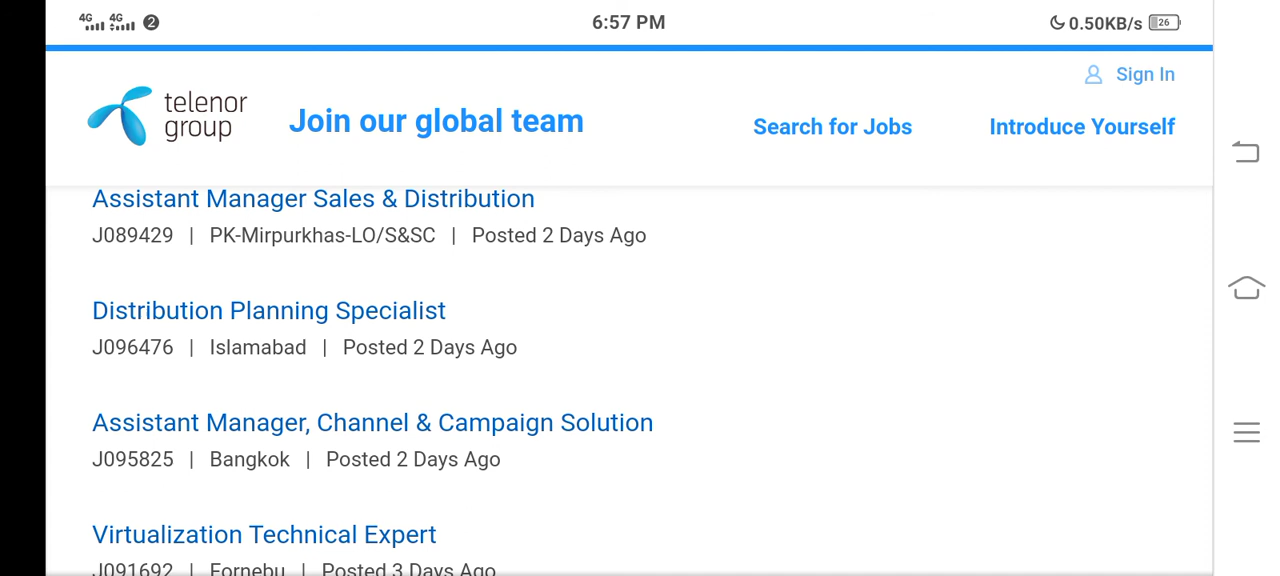 4G 4G 2 6:57 PM 0.50KB/s 26
Sign In
telenor
group
Join our global team
Search for Jobs
Introduce Yourself
Assistant Manager Sales & Distribution
J089429 | PK-Mirpurkhas-LO/S&SC | Posted 2 Days Ago
Distribution Planning Specialist
J096476 | Islamabad | Posted 2 Days Ago
Assistant Manager, Channel & Campaign Solution
J095825 | Bangkok | Posted 2 Days Ago
Virtualization Technical Expert
J091692 | Fornebu | Posted 3 Days Ago